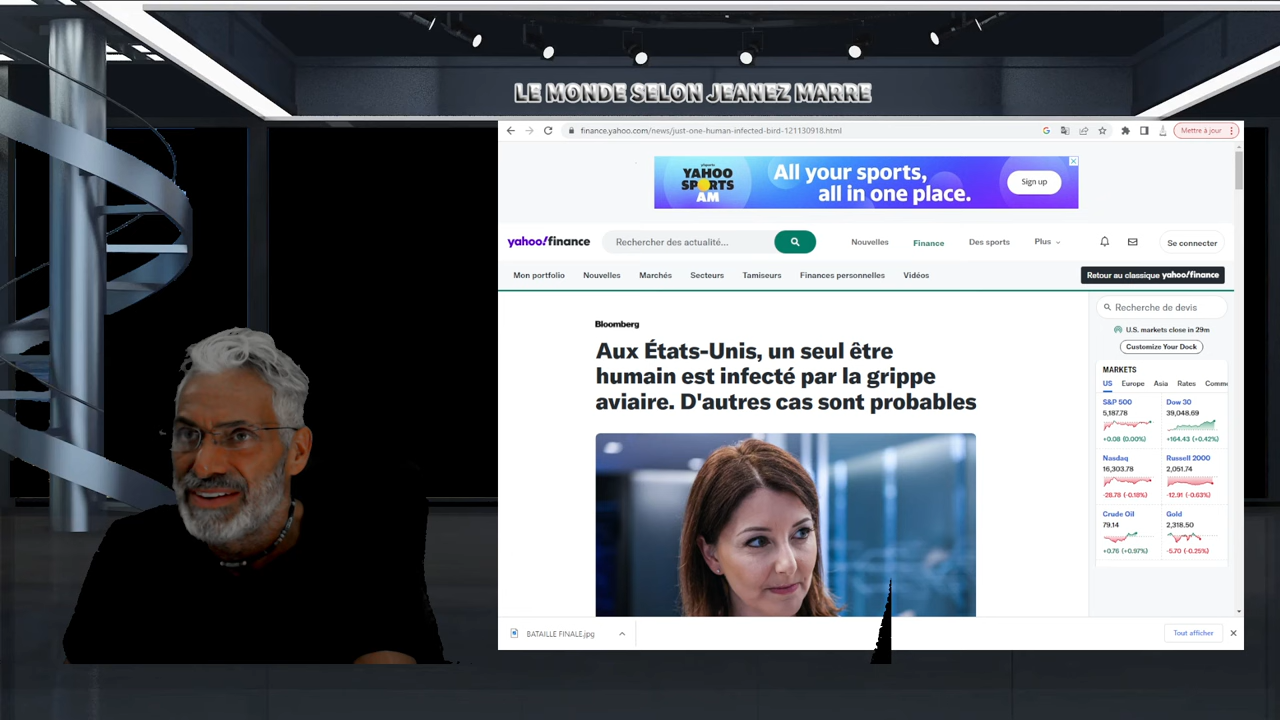 LE MONDE SELON JEANEZ MARRE
finance.yahoo.com/news/just-one-human-infected-bird-121130918.html
Mettre à jour
YAHOO
SPORTS
AM
All your sports,
all in one place.
Sign up
yahoo!finance
Rechercher des actualité...
Nouvelles
Finance
Des sports
Plus
Se connecter
Mon portfolio
Nouvelles
Marchés
Secteurs
Tamiseurs
Finances personnelles
Vidéos
Retour au classique yahoo!finance
Bloomberg
Aux États-Unis, un seul être
humain est infecté par la grippe
aviaire. D'autres cas sont probables
Recherche de devis
U.S. markets close in 29m
Customize Your Dock
MARKETS
US Europe Asia Rates Comm
S&P 500
5,187.78
+0.08 (0.00%)
Dow 30
39,048.69
+164.43 (+0.42%)
Nasdaq
16,303.78
-28.78 (-0.18%)
Russell 2000
2,051.74
-12.91 (-0.63%)
Crude Oil
79.14
+0.76 (+0.97%)
Gold
2,318.50
-5.70 (-0.25%)
BATAILLE FINALE.jpg
Tout afficher